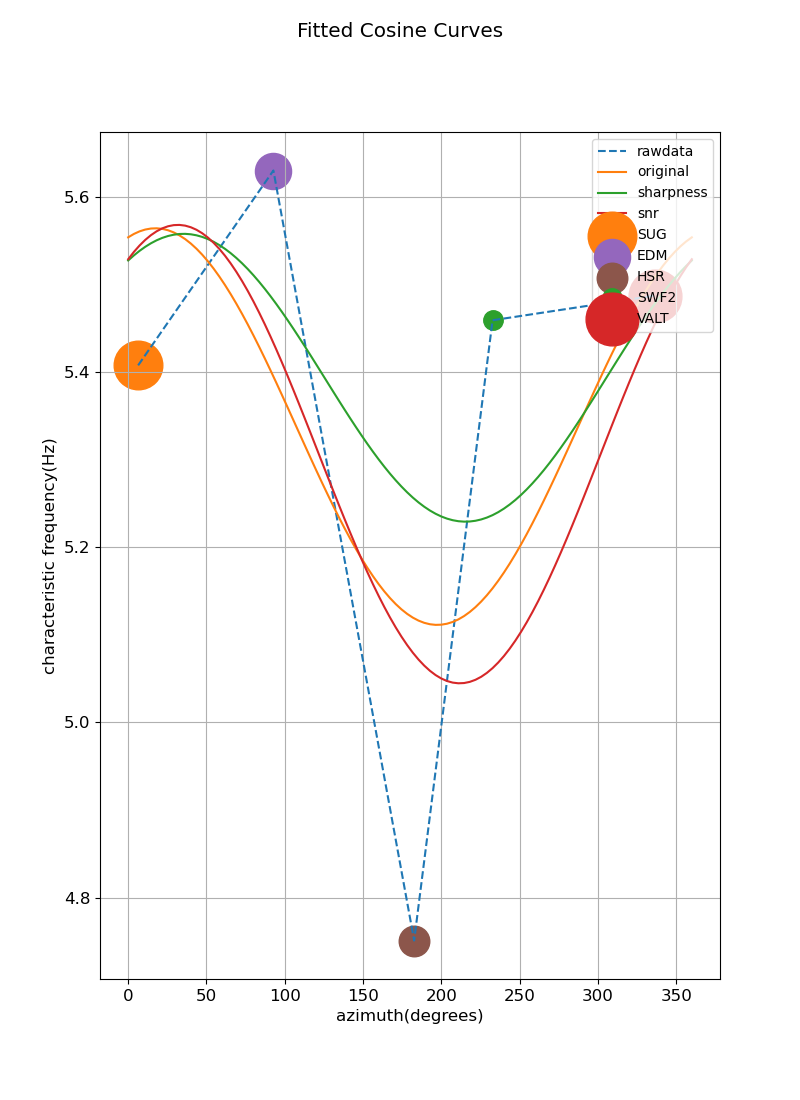 Fitted Cosine Curves
rawdata
original
sharpness
snr
SUG
EDM
HSR
SWF2
VALT
5.6
5.4
5.2
5.0
4.8
characteristic frequency(Hz)
0 50 100 150 200 250 300 350
azimuth(degrees)